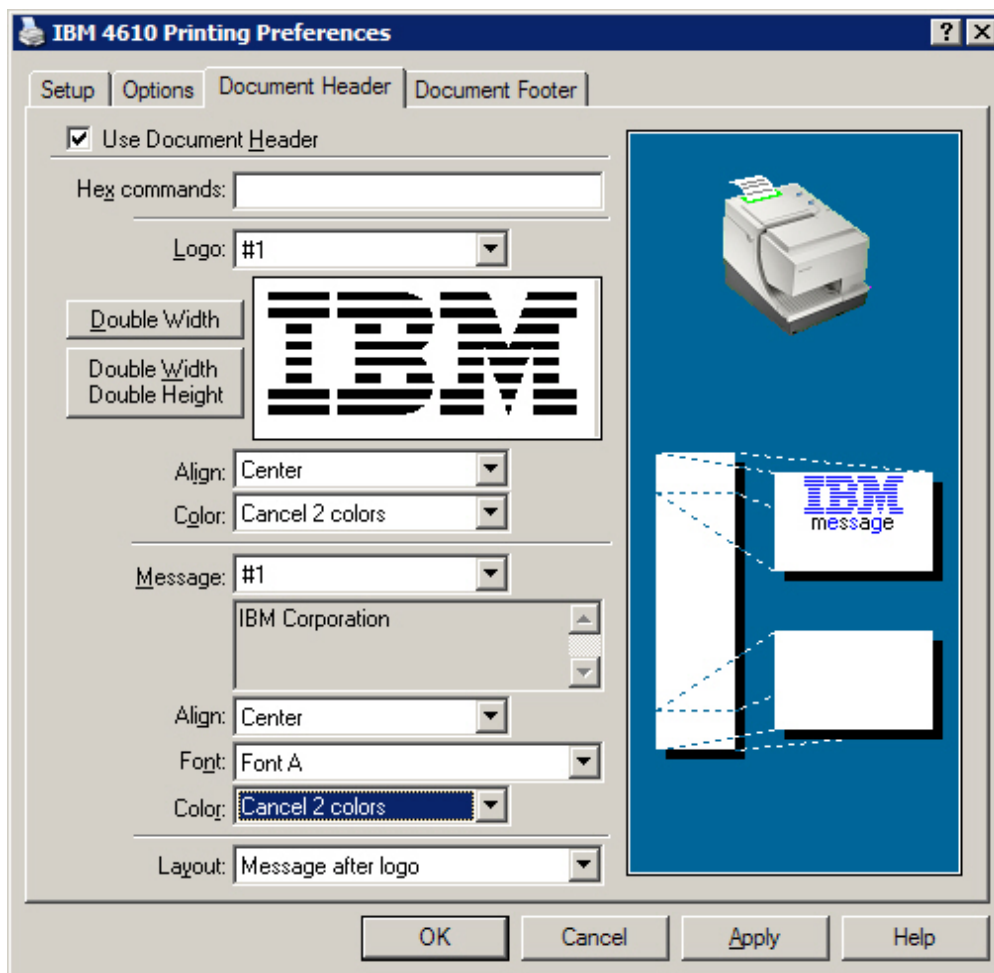 IBM 4610 Printing Preferences
Setup Options Document Header Document Footer
Use Document Header
Hex commands:
Logo: #1
Double Width
IBM
Double Width
Double Height
Align: Center
Color: Cancel 2 colors
IBM
message
Message: #1
IBM Corporation
Align: Center
Font: Font A
Color: Cancel 2 colors
Layout: Message after logo
OK Cancel Apply Help